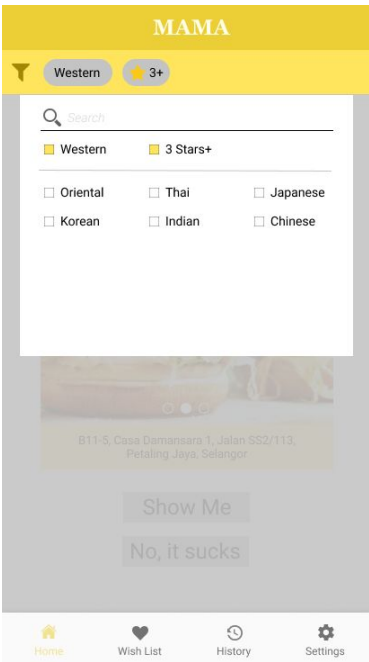 MAMA
Western 3+
Search
Western 3 Stars+
Oriental Thai Japanese
Korean Indian Chinese
B11-5, Casa Damansara 1, Jalan SS2/113,
Petaling Jaya, Selangor
Show Me
No, it sucks
Home Wish List History Settings